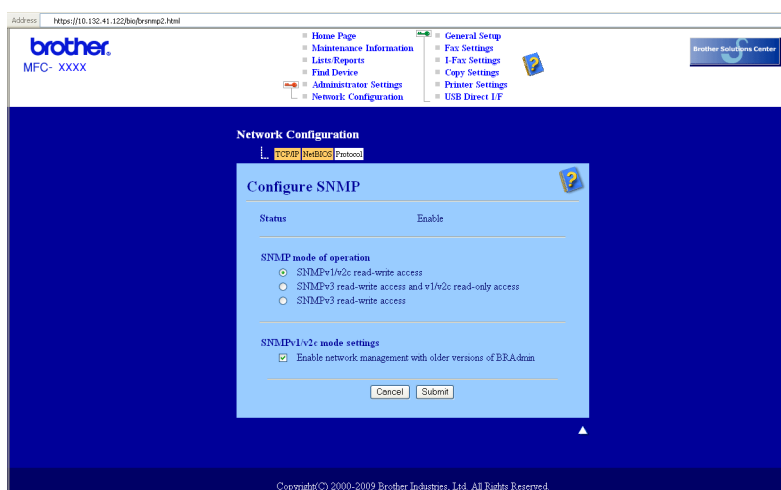 Address https://10.132.41.122/bio/brsnmp2.html
brother.
MFC- XXXX
Home Page
Maintenance Information
Lists/Reports
Find Device
Administrator Settings
Network Configuration
General Setup
Fax Settings
I-Fax Settings
Copy Settings
Printer Settings
USB Direct I/F
Brother Solutions Center
Network Configuration
TCP/IP NetBIOS Protocol
Configure SNMP
Status Enable
SNMP mode of operation
SNMPv1/v2c read-write access
SNMPv3 read-write access and v1/v2c read-only access
SNMPv3 read-write access
SNMPv1/v2c mode settings
Enable network management with older versions of BRAdmin
Cancel Submit
Copyright(C) 2000-2009 Brother Industries, Ltd. All Rights Reserved.